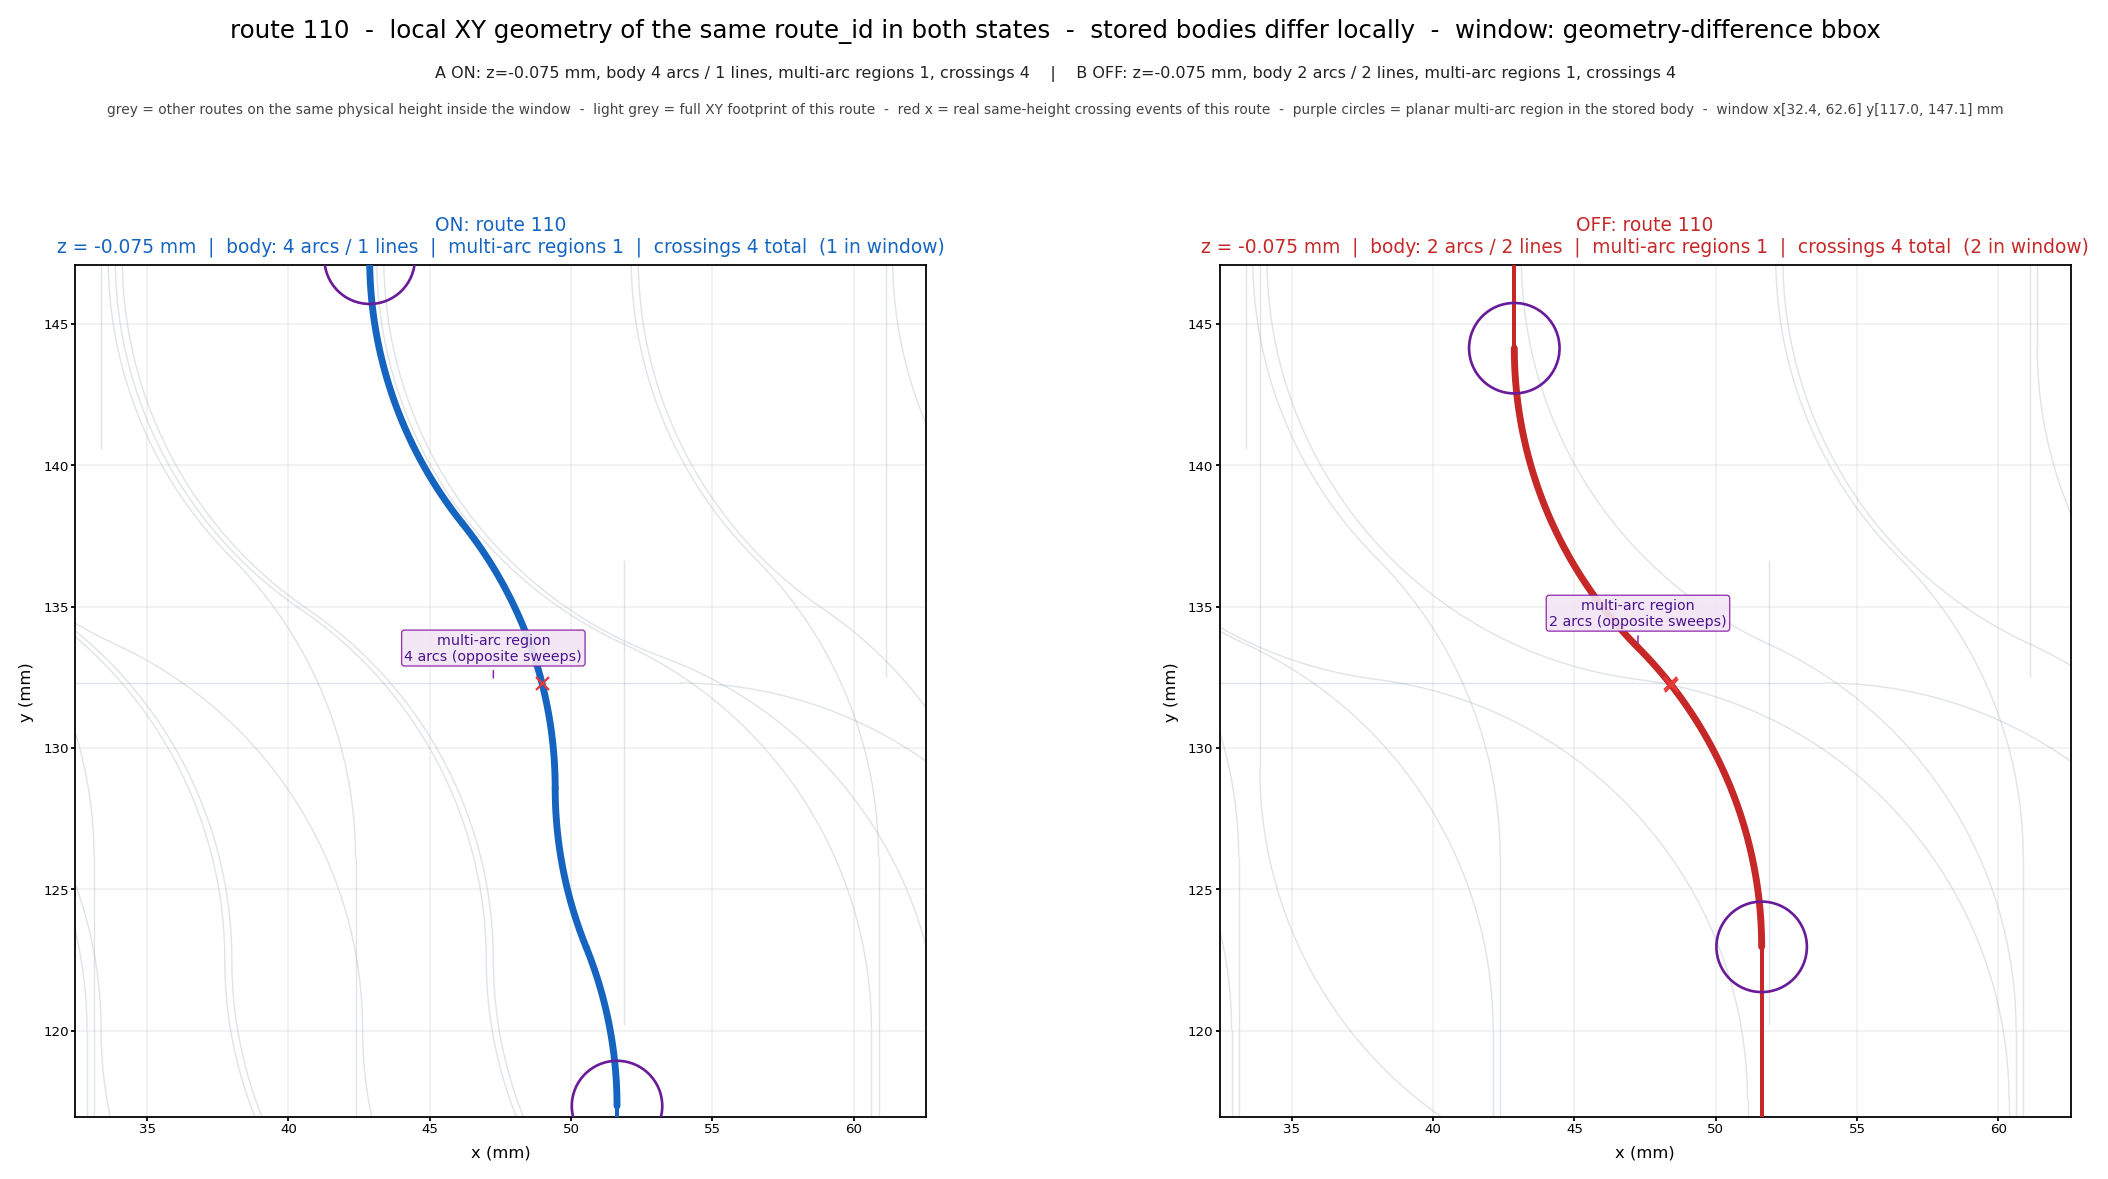 route 110  -  local XY geometry of the same route_id in both states  -  stored bodies differ locally  -  window: geometry-difference bbox
A ON: z=-0.075 mm, body 4 arcs / 1 lines, multi-arc regions 1, crossings 4    |    B OFF: z=-0.075 mm, body 2 arcs / 2 lines, multi-arc regions 1, crossings 4
grey = other routes on the same physical height inside the window  -  light grey = full XY footprint of this route  -  red x = real same-height crossing events of this route  -  purple circles = planar multi-arc region in the stored body  -  window x[32.4, 62.6] y[117.0, 147.1] mm
ON: route 110
z = -0.075 mm  |  body: 4 arcs / 1 lines  |  multi-arc regions 1  |  crossings 4 total  (1 in window)
145
140
135
130
125
120
y (mm)
multi-arc region
4 arcs (opposite sweeps)
35
40
45
50
55
60
x (mm)
OFF: route 110
z = -0.075 mm  |  body: 2 arcs / 2 lines  |  multi-arc regions 1  |  crossings 4 total  (2 in window)
145
140
135
130
125
120
y (mm)
multi-arc region
2 arcs (opposite sweeps)
35
40
45
50
55
60
x (mm)